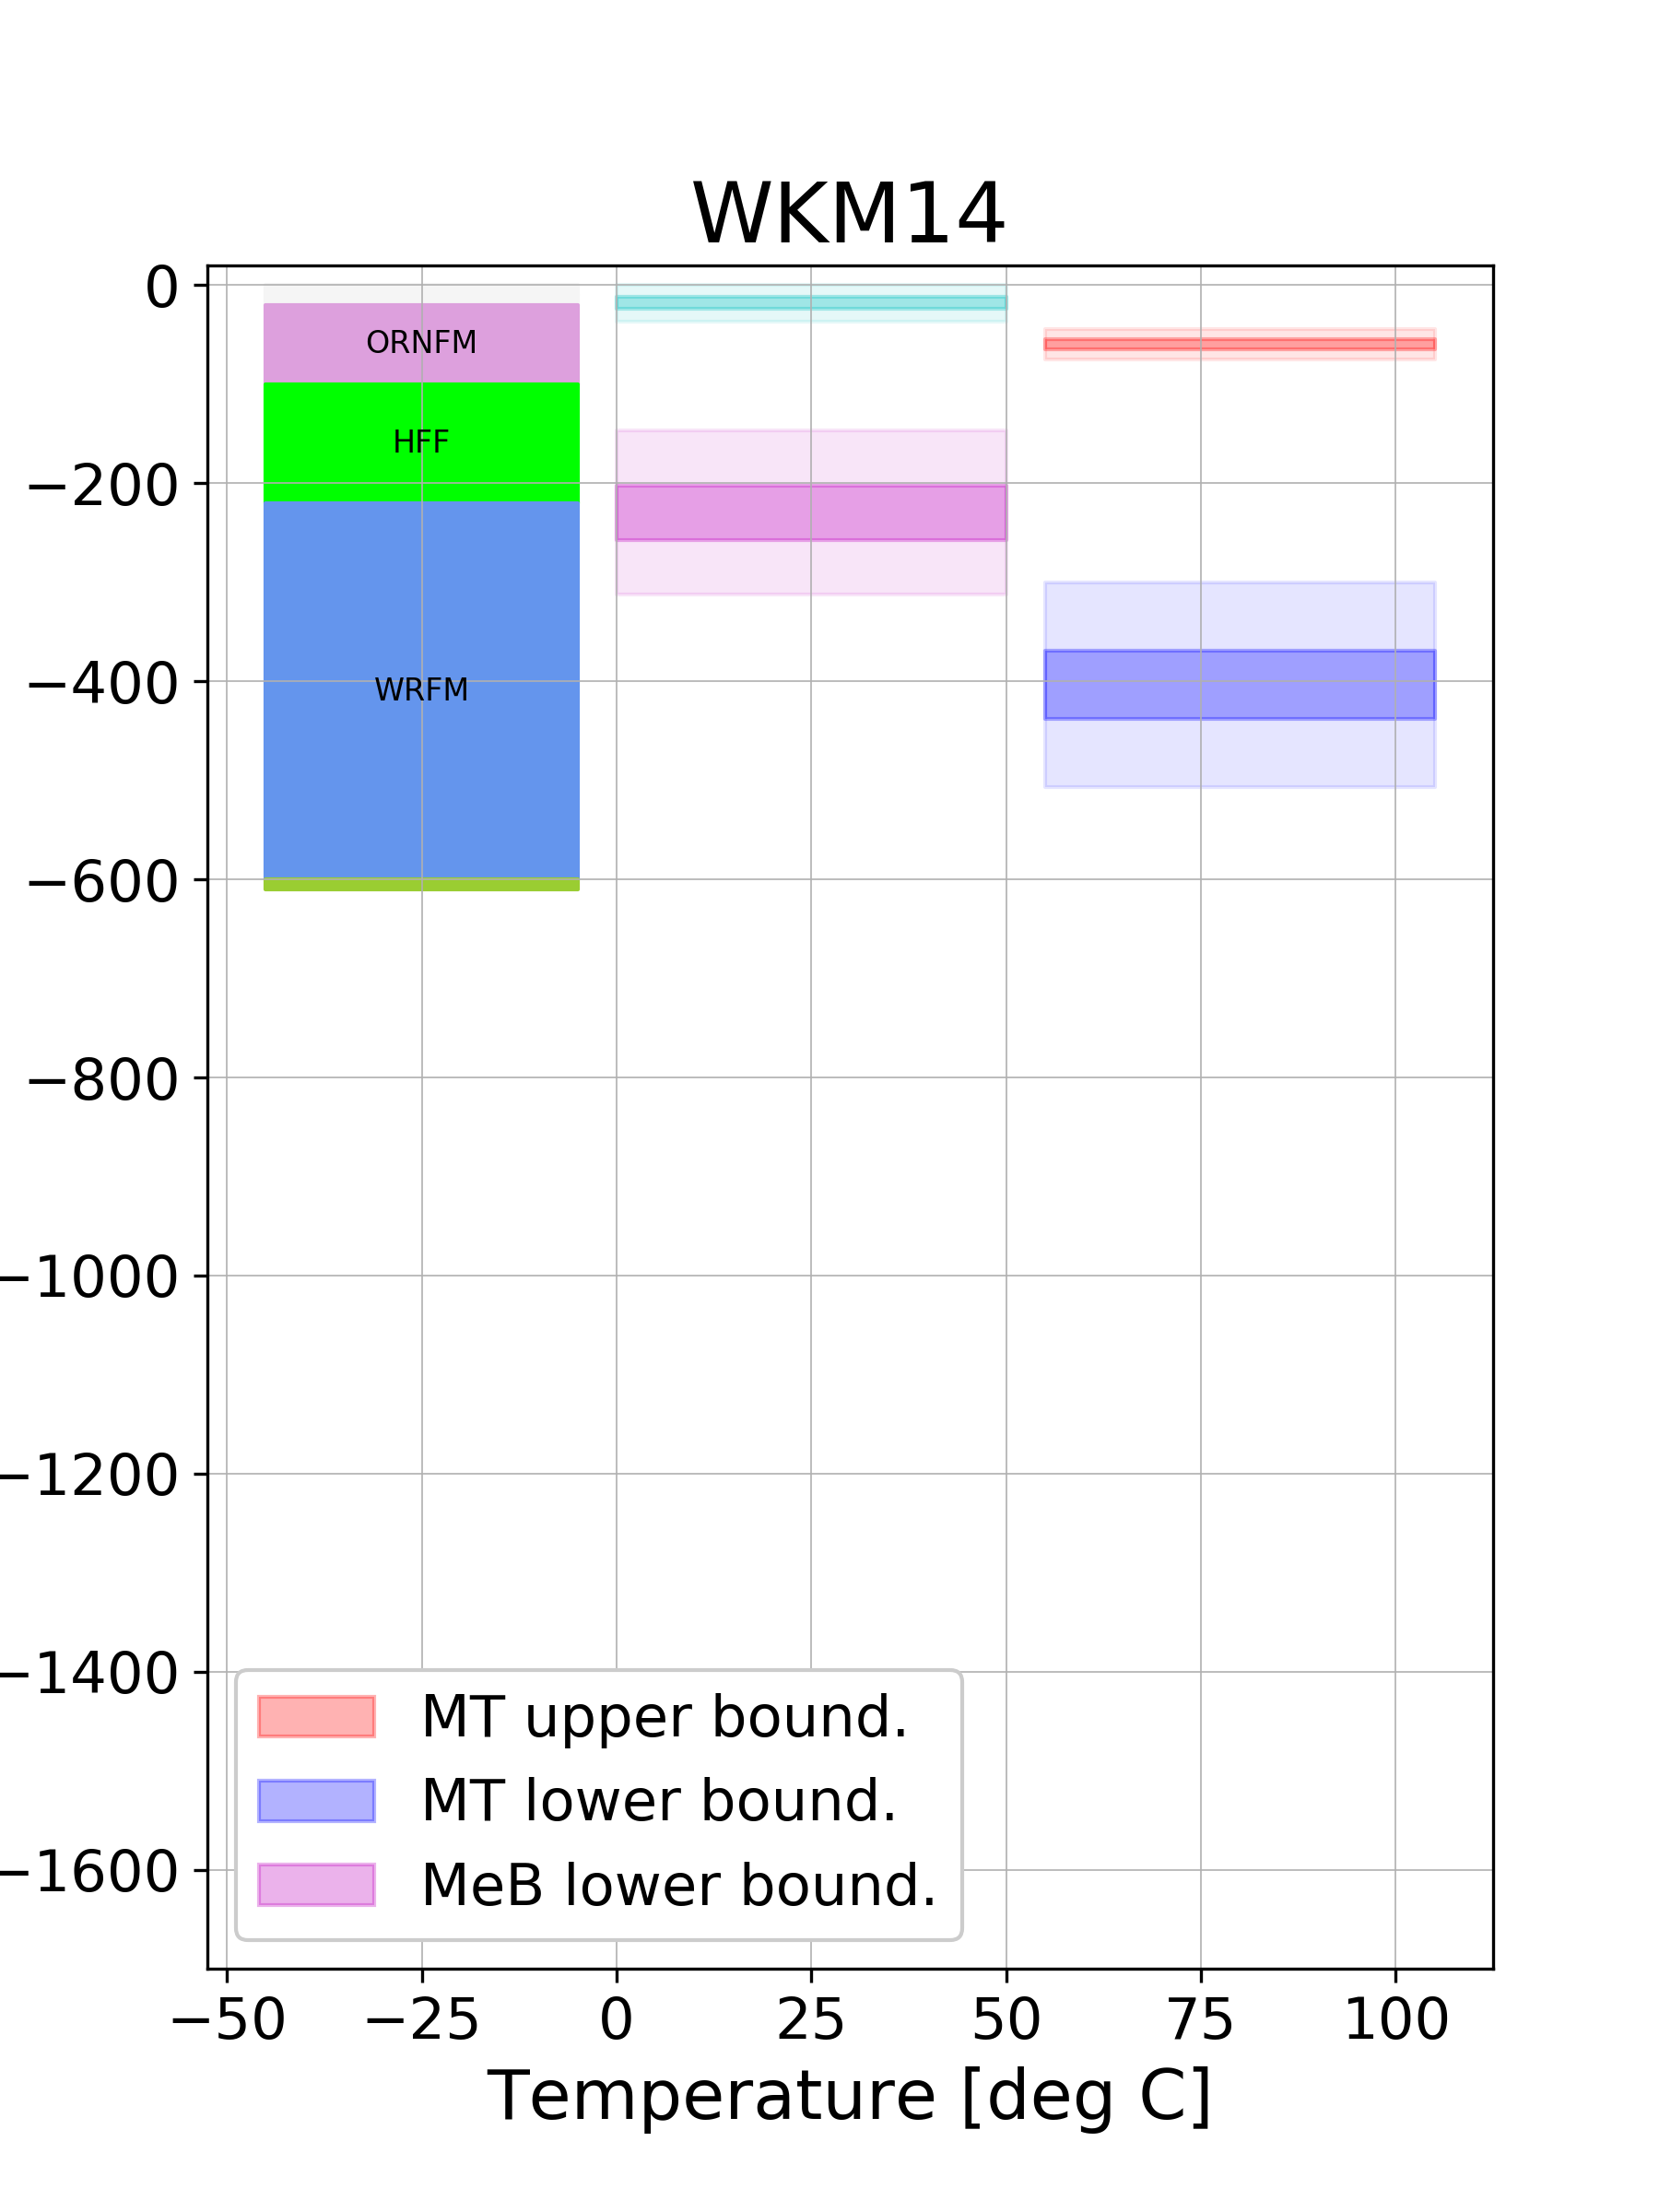 WKM14
0
−200
−400
−600
−800
−1000
−1200
−1400
−1600
ORNFM
HFF
WRFM
MT upper bound.
MT lower bound.
MeB lower bound.
−50 −25 0 25 50 75 100
Temperature [deg C]